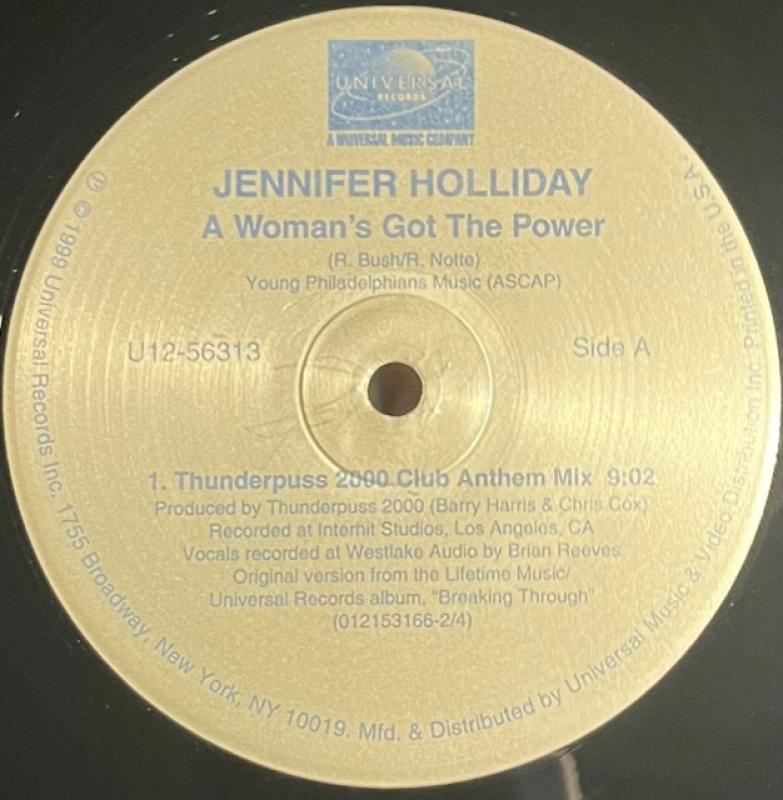 UNIVERSAL
RECORDS
A UNIVERSAL MUSIC COMPANY
JENNIFER HOLLIDAY
A Woman's Got The Power
(R. Bush/R. Notte)
Young Philadelphians Music (ASCAP)
U12-56313
Side A
1. Thunderpuss 2000 Club Anthem Mix 9:02
Produced by Thunderpuss 2000 (Barry Harris & Chris Cox)
Recorded at Interhit Studios, Los Angeles, CA
Vocals recorded at Westlake Audio by Brian Reeves
Original version from the Lifetime Music/
Universal Records album, "Breaking Through"
(012153166-2/4)
℗ © 1999 Universal Records Inc. 1755 Broadway, New York, NY 10019. Mfd. & Distributed by Universal Music & Video Distribution Inc. Printed in the U.S.A.